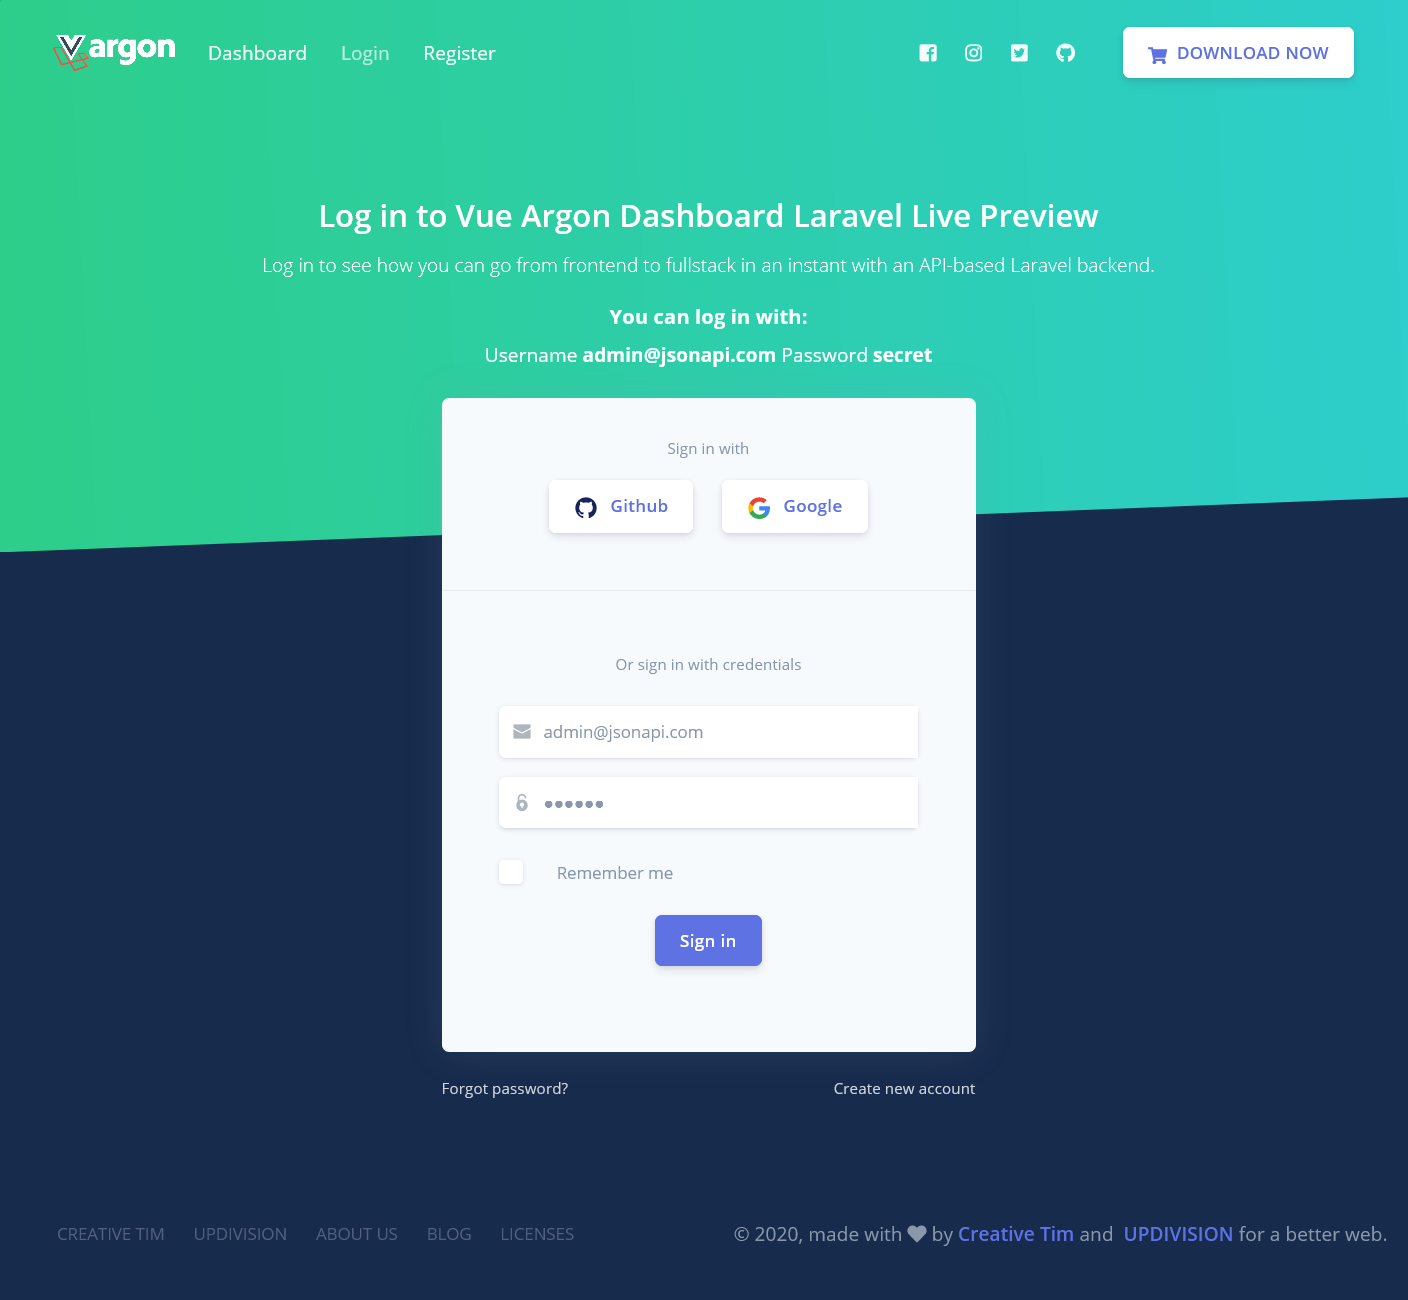 argon Dashboard Login Register DOWNLOAD NOW
Log in to Vue Argon Dashboard Laravel Live Preview
Log in to see how you can go from frontend to fullstack in an instant with an API-based Laravel backend.
You can log in with:
Username admin@jsonapi.com Password secret
Sign in with
Github Google
Or sign in with credentials
admin@jsonapi.com
••••••
Remember me
Sign in
Forgot password? Create new account
CREATIVE TIM UPDIVISION ABOUT US BLOG LICENSES © 2020, made with by Creative Tim and UPDIVISION for a better web.